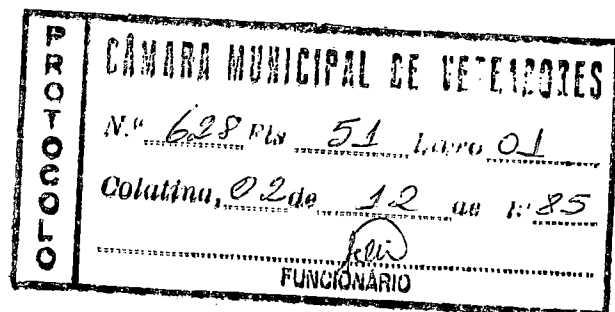 PROTOCOLO
CÂMARA MUNICIPAL DE VEREADORES
N.º 628 Fls 51 Livro 01
Colatina, 02 de 12 de 1985
FUNCIONÁRIO